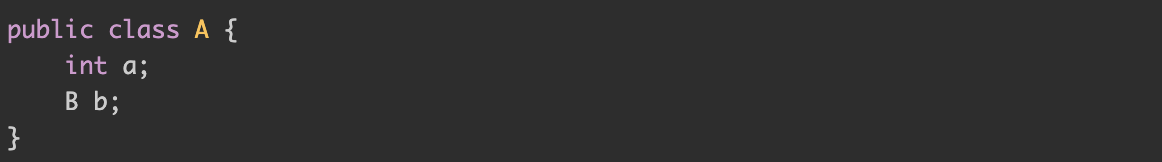 public class A {
    int a;
    B b;
}